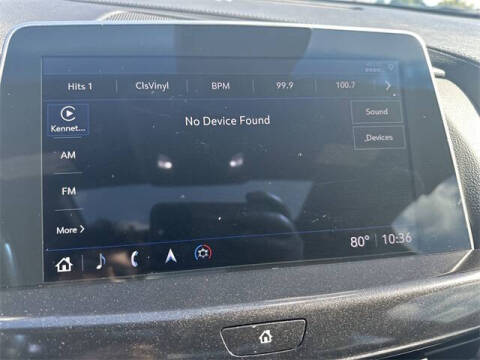 Hits 1 ClsVinyl BPM 99.9 100.7
Kennet...
No Device Found
Sound
Devices
AM
FM
More
80° 10:36